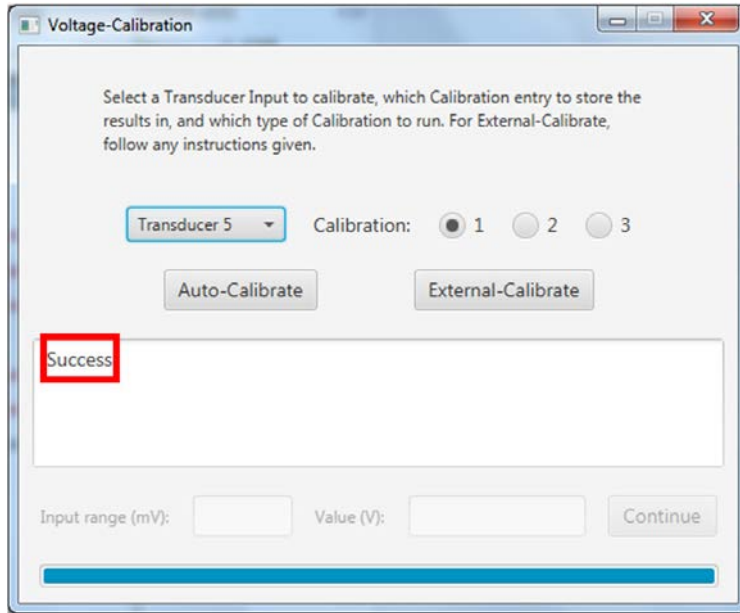 Voltage-Calibration
Select a Transducer Input to calibrate, which Calibration entry to store the
results in, and which type of Calibration to run. For External-Calibrate,
follow any instructions given.
Transducer 5 Calibration: 1 2 3
Auto-Calibrate External-Calibrate
Success
Input range (mV): Value (V): Continue